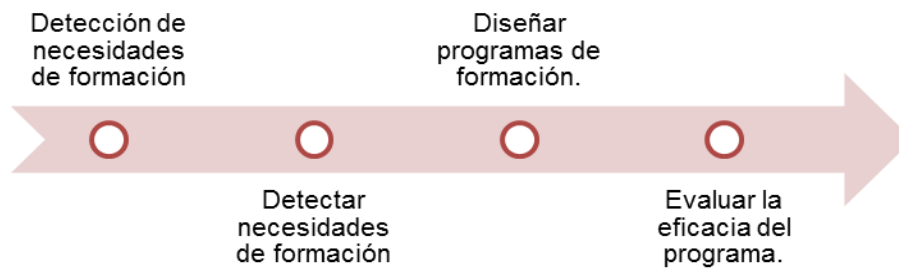 Detección de
necesidades
de formación
Detectar
necesidades
de formación
Diseñar
programas de
formación.
Evaluar la
eficacia del
programa.